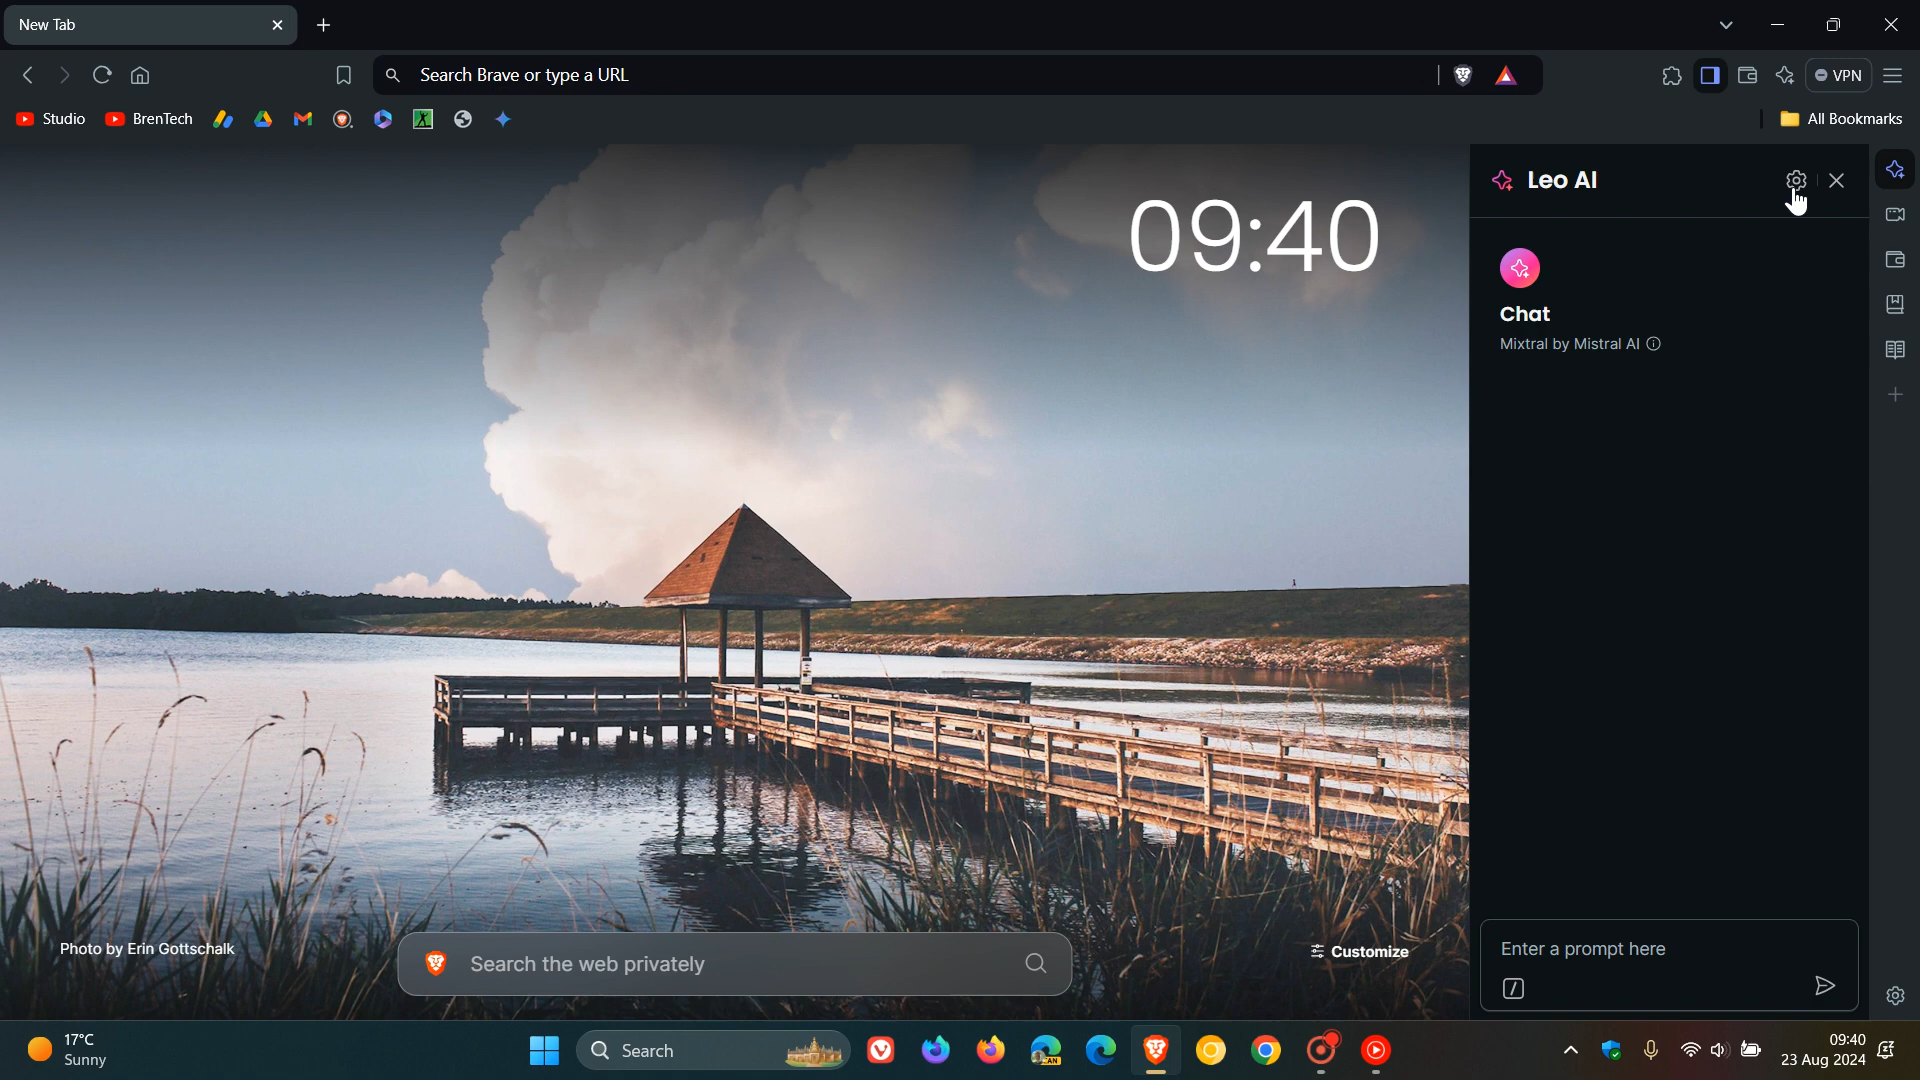 New Tab
Search Brave or type a URL
VPN
Studio
BrenTech
All Bookmarks
Leo AI
09:40
Chat
Mixtral by Mistral AI
Photo by Erin Gottschalk
Search the web privately
Customize
Enter a prompt here
17°C
Sunny
Search
CAN
09:40
23 Aug 2024